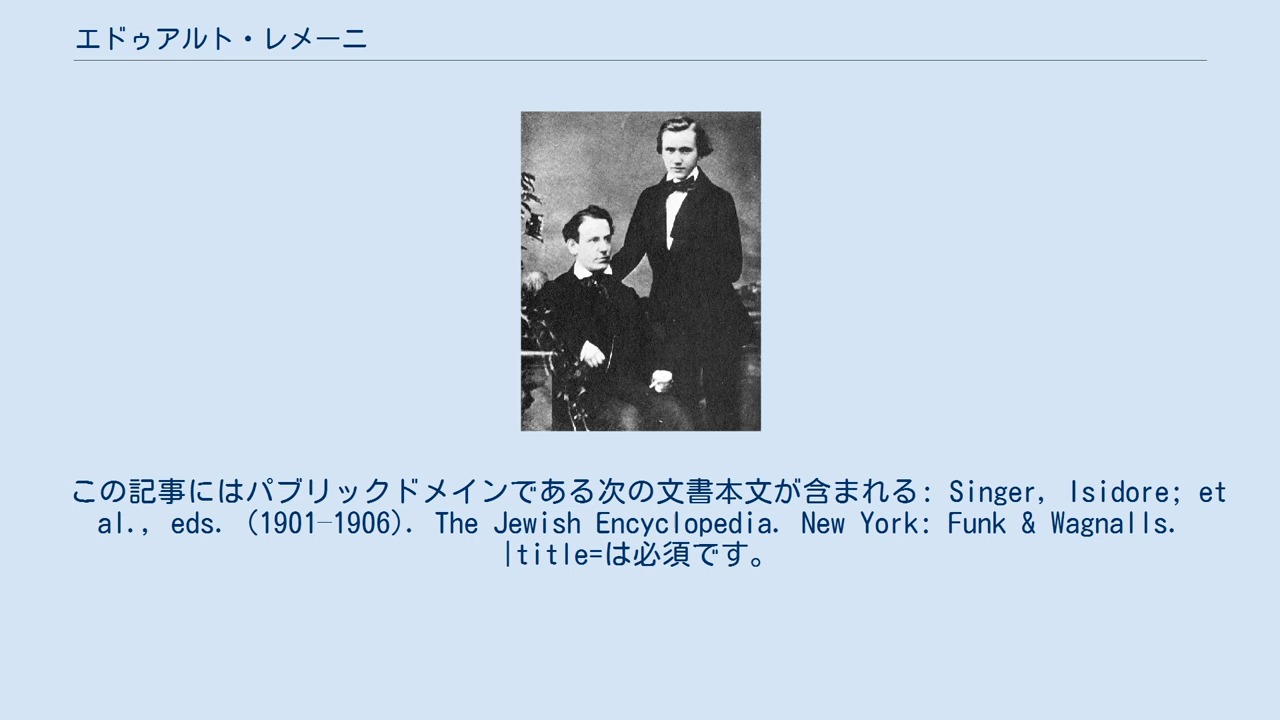 エドゥアルト・レメーニ
この記事にはパブリックドメインである次の文書本文が含まれる: Singer, Isidore; et
al., eds. (1901–1906). The Jewish Encyclopedia. New York: Funk & Wagnalls.
|title=は必須です。